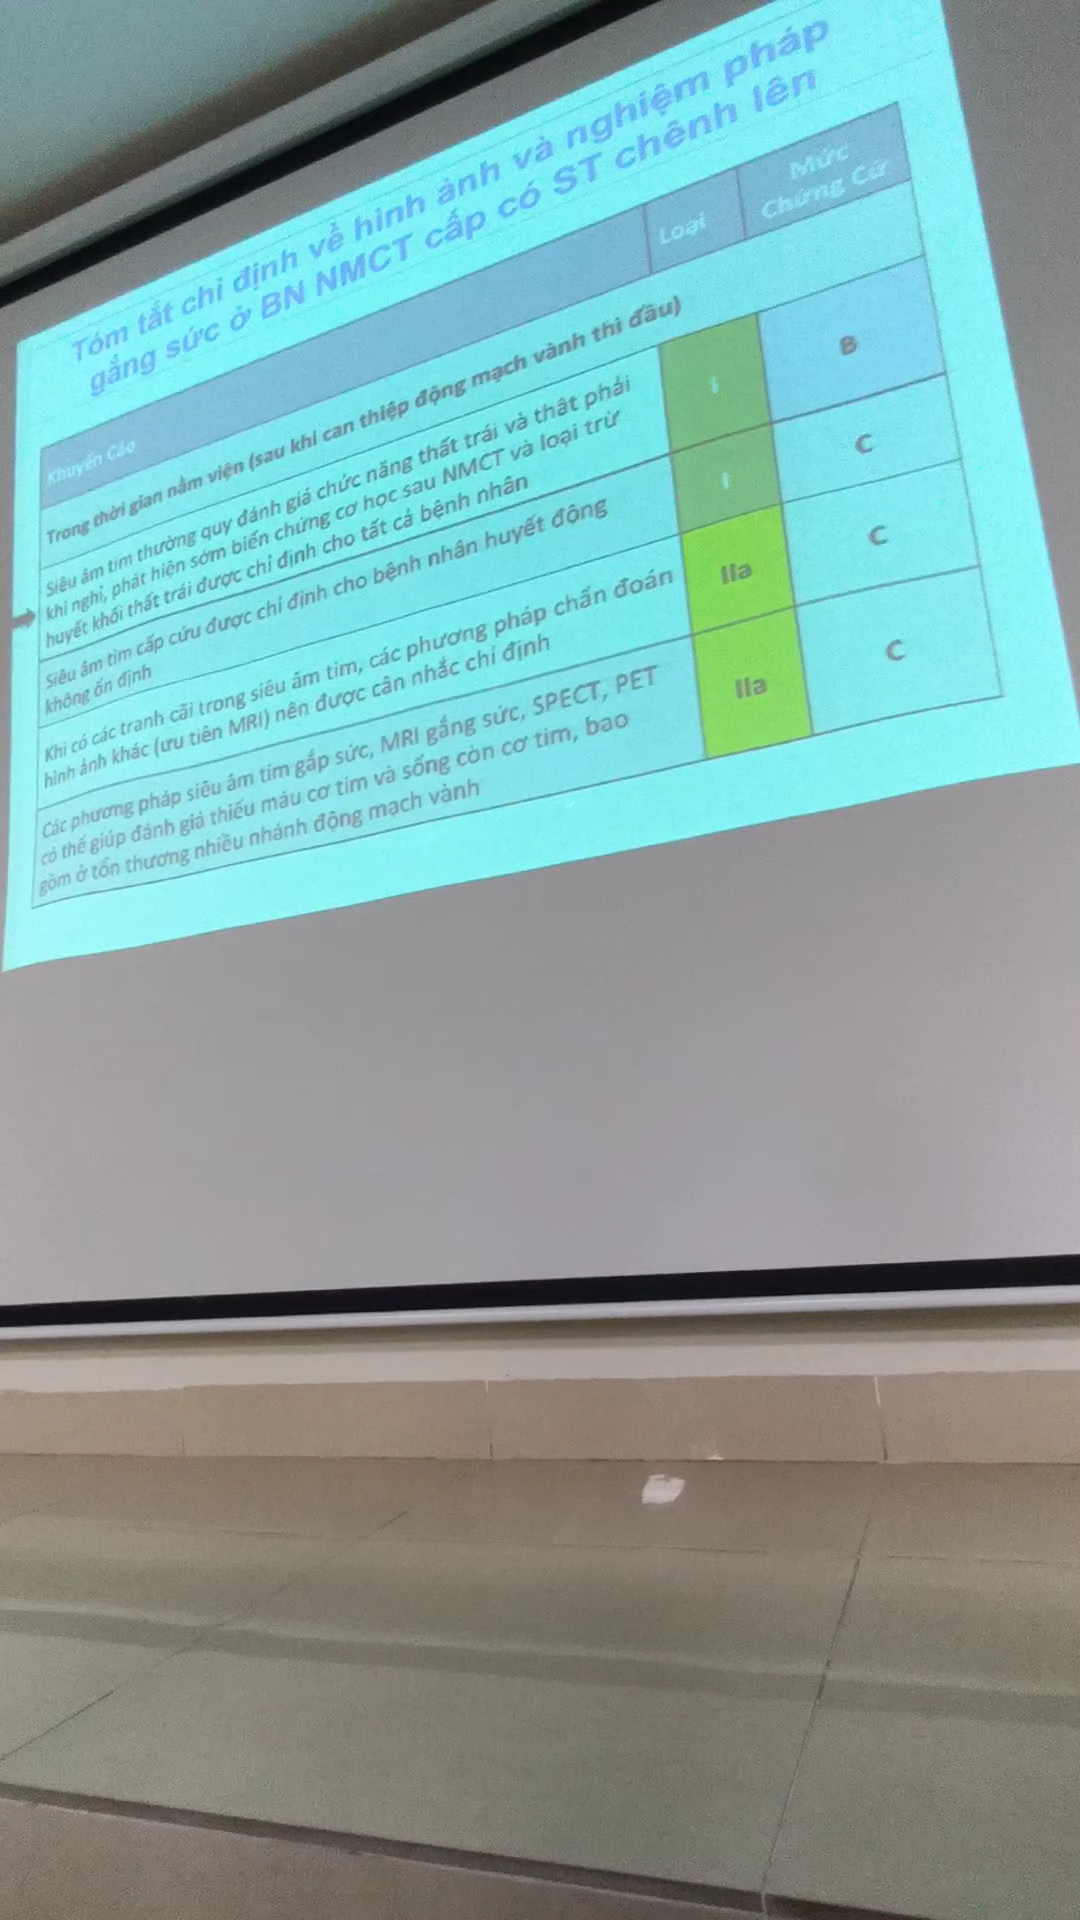 Tóm tắt chỉ định về hình ảnh và nghiệm pháp
gắng sức ở BN NMCT cấp có ST chênh lên
Khuyến Cáo
Loại
Mức
Chứng Cứ
Trong thời gian nằm viện (sau khi can thiệp động mạch vành thì đầu)
Siêu âm tim thường quy đánh giá chức năng thất trái và thât phải
khi nghỉ, phát hiện sớm biến chứng cơ học sau NMCT và loại trừ
huyết khối thất trái được chỉ định cho tất cả bệnh nhân
I
B
Siêu âm tim cấp cứu được chỉ định cho bệnh nhân huyết động
không ổn định
I
C
Khi có các tranh cãi trong siêu âm tim, các phương pháp chẩn đoán
hình ảnh khác (ưu tiên MRI) nên được cân nhắc chỉ định
IIa
C
Các phương pháp siêu âm tim gắp sức, MRI gắng sức, SPECT, PET
có thể giúp đánh giá thiếu máu cơ tim và sống còn cơ tim, bao
gồm ở tổn thương nhiều nhánh động mạch vành
IIa
C